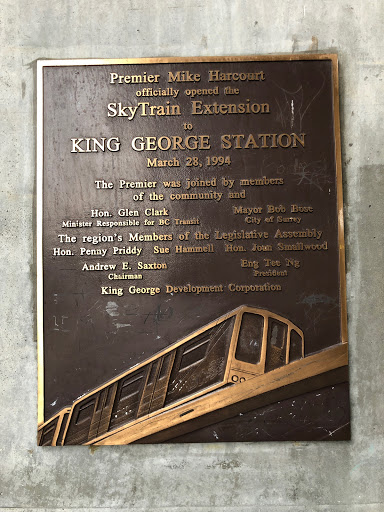 Premier Mike Harcourt
officially opened the
SkyTrain Extension
to
KING GEORGE STATION
March 28, 1994
The Premier was joined by members
of the community and
Hon. Glen Clark
Minister Responsible for BC Transit
Mayor Bob Bose
City of Surrey
The region's Members of the Legislative Assembly
Hon. Penny Priddy Sue Hammell Hon. Joan Smallwood
Andrew E. Saxton
Chairman
Eng Tee Ng
President
King George Development Corporation